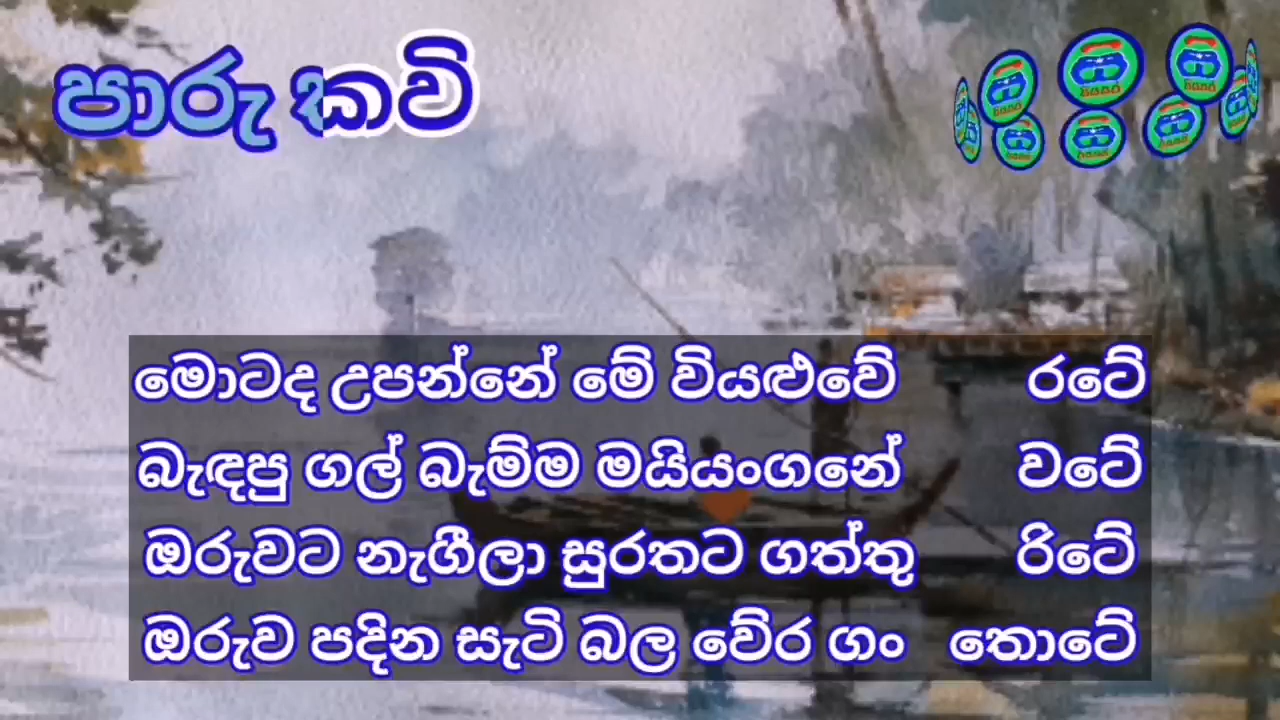 පාරු කවි
මොටද උපන්නේ මේ වියළුවේ රටේ
බැඳපු ගල් බැම්ම මයියංගනේ වටේ
ඔරුවට නැගීලා සුරතට ගත්තු රිටේ
ඔරුව පදින සැටි බල වේර ගං තොටේ